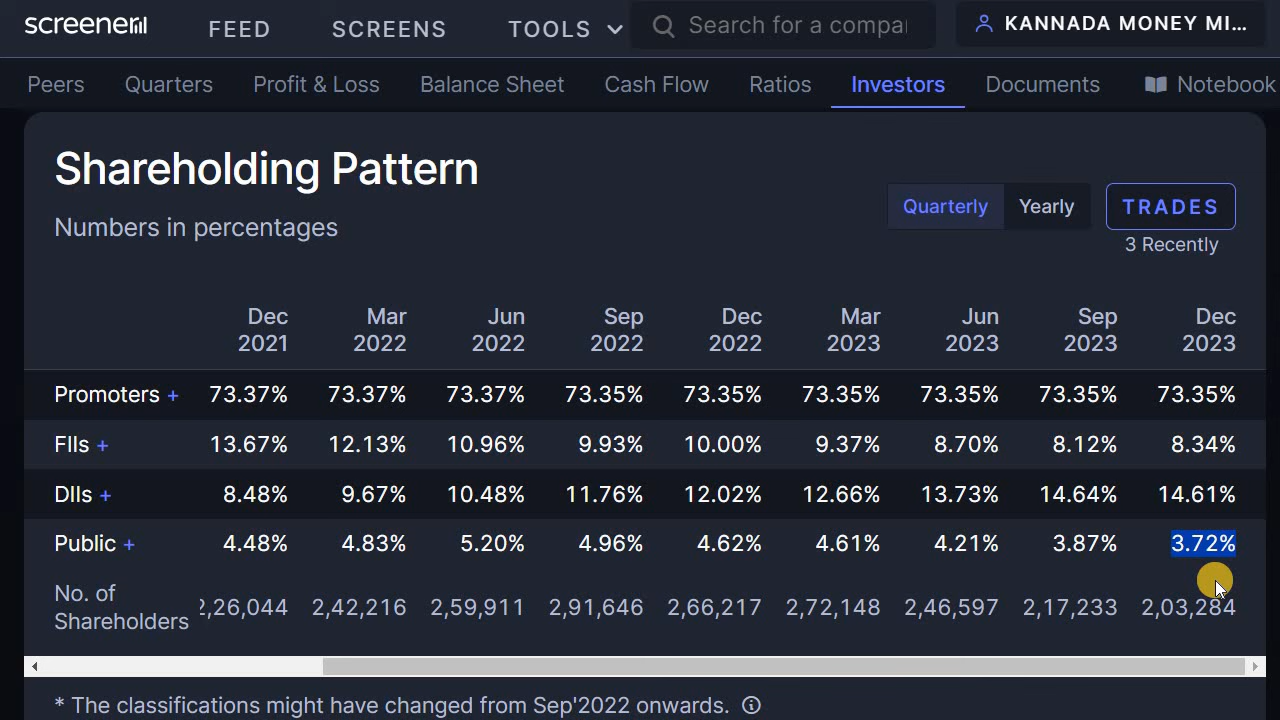 screener
FEED SCREENS TOOLS Search for a compai KANNADA MONEY MI...
Peers Quarters Profit & Loss Balance Sheet Cash Flow Ratios Investors Documents Notebook
Shareholding Pattern
Numbers in percentages
Quarterly Yearly TRADES
3 Recently
Dec Mar Jun Sep Dec Mar Jun Sep Dec
2021 2022 2022 2022 2022 2023 2023 2023 2023
Promoters + 73.37% 73.37% 73.37% 73.35% 73.35% 73.35% 73.35% 73.35% 73.35%
FIIs + 13.67% 12.13% 10.96% 9.93% 10.00% 9.37% 8.70% 8.12% 8.34%
DIIs + 8.48% 9.67% 10.48% 11.76% 12.02% 12.66% 13.73% 14.64% 14.61%
Public + 4.48% 4.83% 5.20% 4.96% 4.62% 4.61% 4.21% 3.87% 3.72%
No. of
Shareholders 2,26,044 2,42,216 2,59,911 2,91,646 2,66,217 2,72,148 2,46,597 2,17,233 2,03,284
* The classifications might have changed from Sep'2022 onwards.